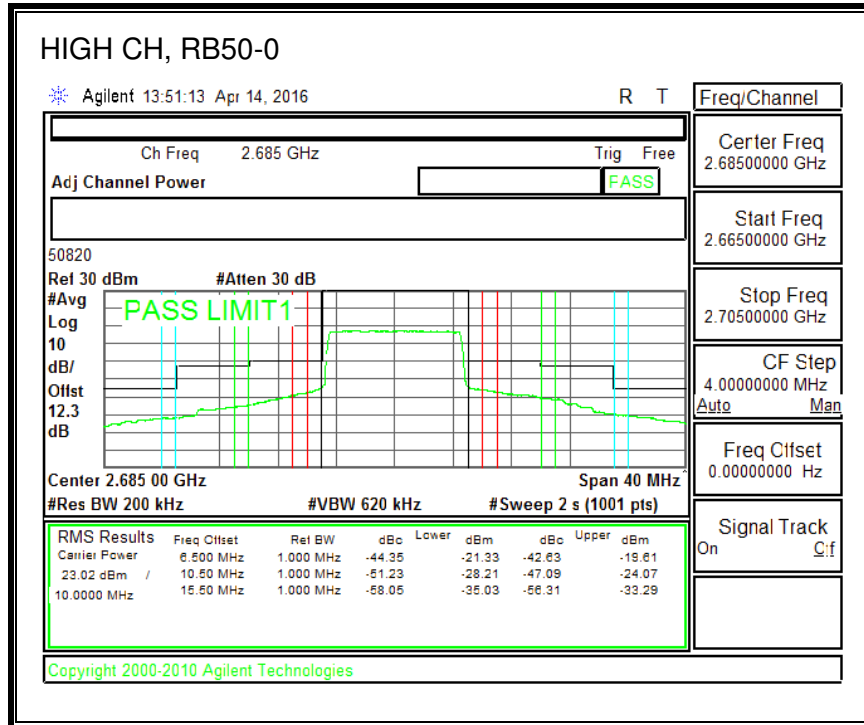 HIGH CH, RB50-0
Agilent 13:51:13 Apr 14, 2016 R T
Ch Freq 2.685 GHz Trig Free
Adj Channel Power PASS
50820
Ref 30 dBm #Atten 30 dB
#Avg
Log
10
dB/
Offst
12.3
dB
PASS LIMIT1
Center 2.685 00 GHz Span 40 MHz
#Res BW 200 kHz #VBW 620 kHz #Sweep 2 s (1001 pts)
RMS Results Freq Offset Ref BW dBc Lower dBm dBc Upper dBm
Carrier Power 6.500 MHz 1.000 MHz -44.35 -21.33 -42.63 -19.61
23.02 dBm / 10.50 MHz 1.000 MHz -51.23 -28.21 -47.09 -24.07
10.0000 MHz 15.50 MHz 1.000 MHz -58.05 -35.03 -56.31 -33.29
Copyright 2000-2010 Agilent Technologies
Freq/Channel
Center Freq
2.68500000 GHz
Start Freq
2.66500000 GHz
Stop Freq
2.70500000 GHz
CF Step
4.00000000 MHz
Auto Man
Freq Offset
0.00000000 Hz
Signal Track
On Off